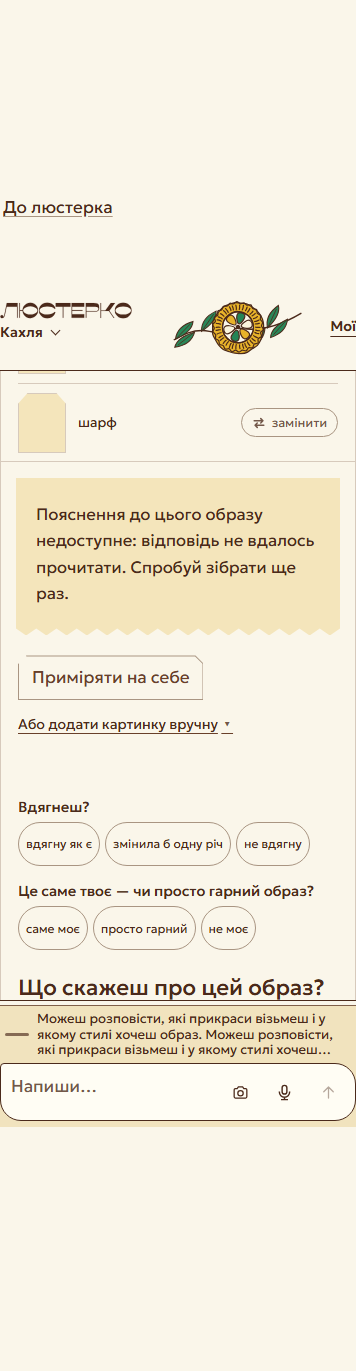 До люстерка
ЛЮСТЕРКО
Кахля
Мої
шарф
замінити
Пояснення до цього образу
недоступне: відповідь не вдалось
прочитати. Спробуй зібрати ще
раз.
Приміряти на себе
Або додати картинку вручну
Вдягнеш?
вдягну як є
змінила б одну річ
не вдягну
Це саме твоє — чи просто гарний образ?
саме моє
просто гарний
не моє
Що скажеш про цей образ?
Можеш розповісти, які прикраси візьмеш і у
якому стилі хочеш образ. Можеш розповісти,
які прикраси візьмеш і у якому стилі хочеш…
Напиши…